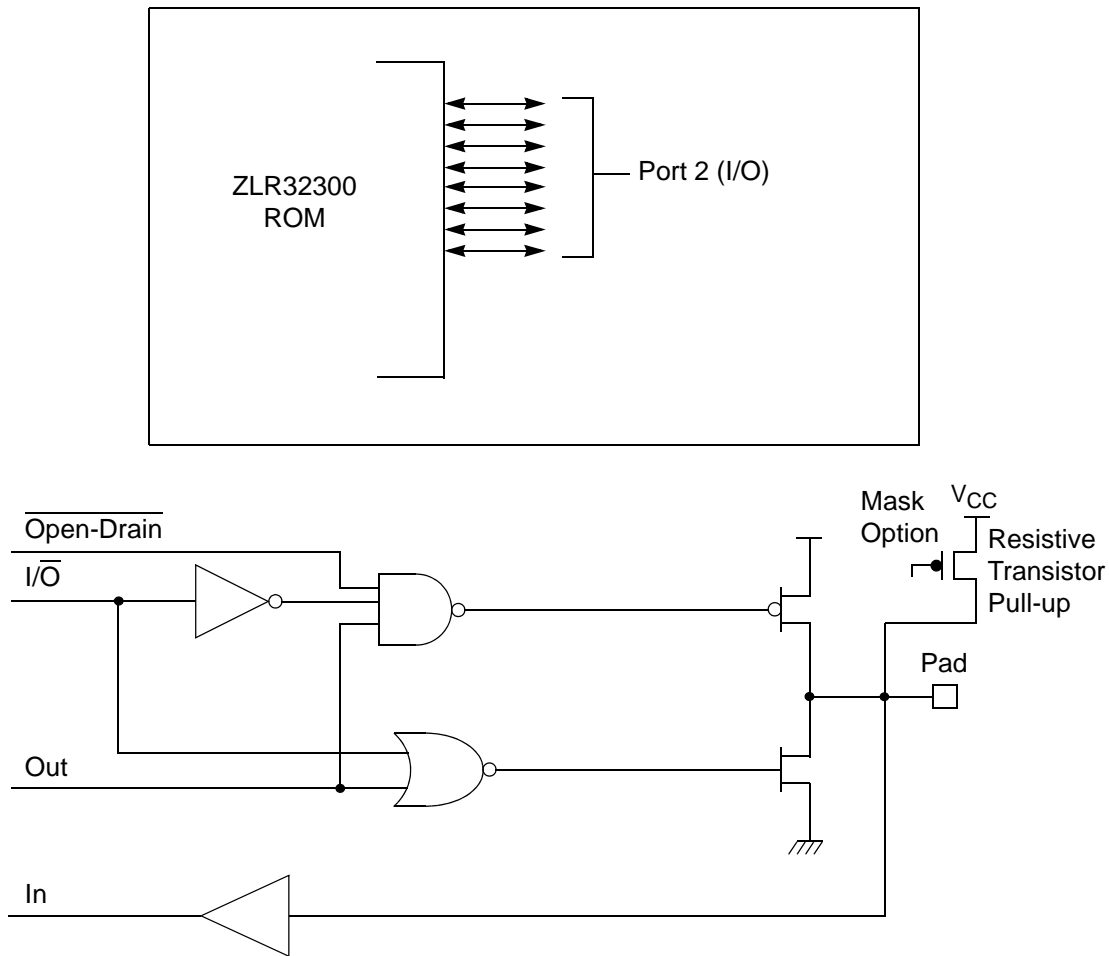 ZLR32300
ROM
Port 2 (I/O)
Open-Drain
I/O̅
Out
In
Mask
Option
VCC
Resistive
Transistor
Pull-up
Pad